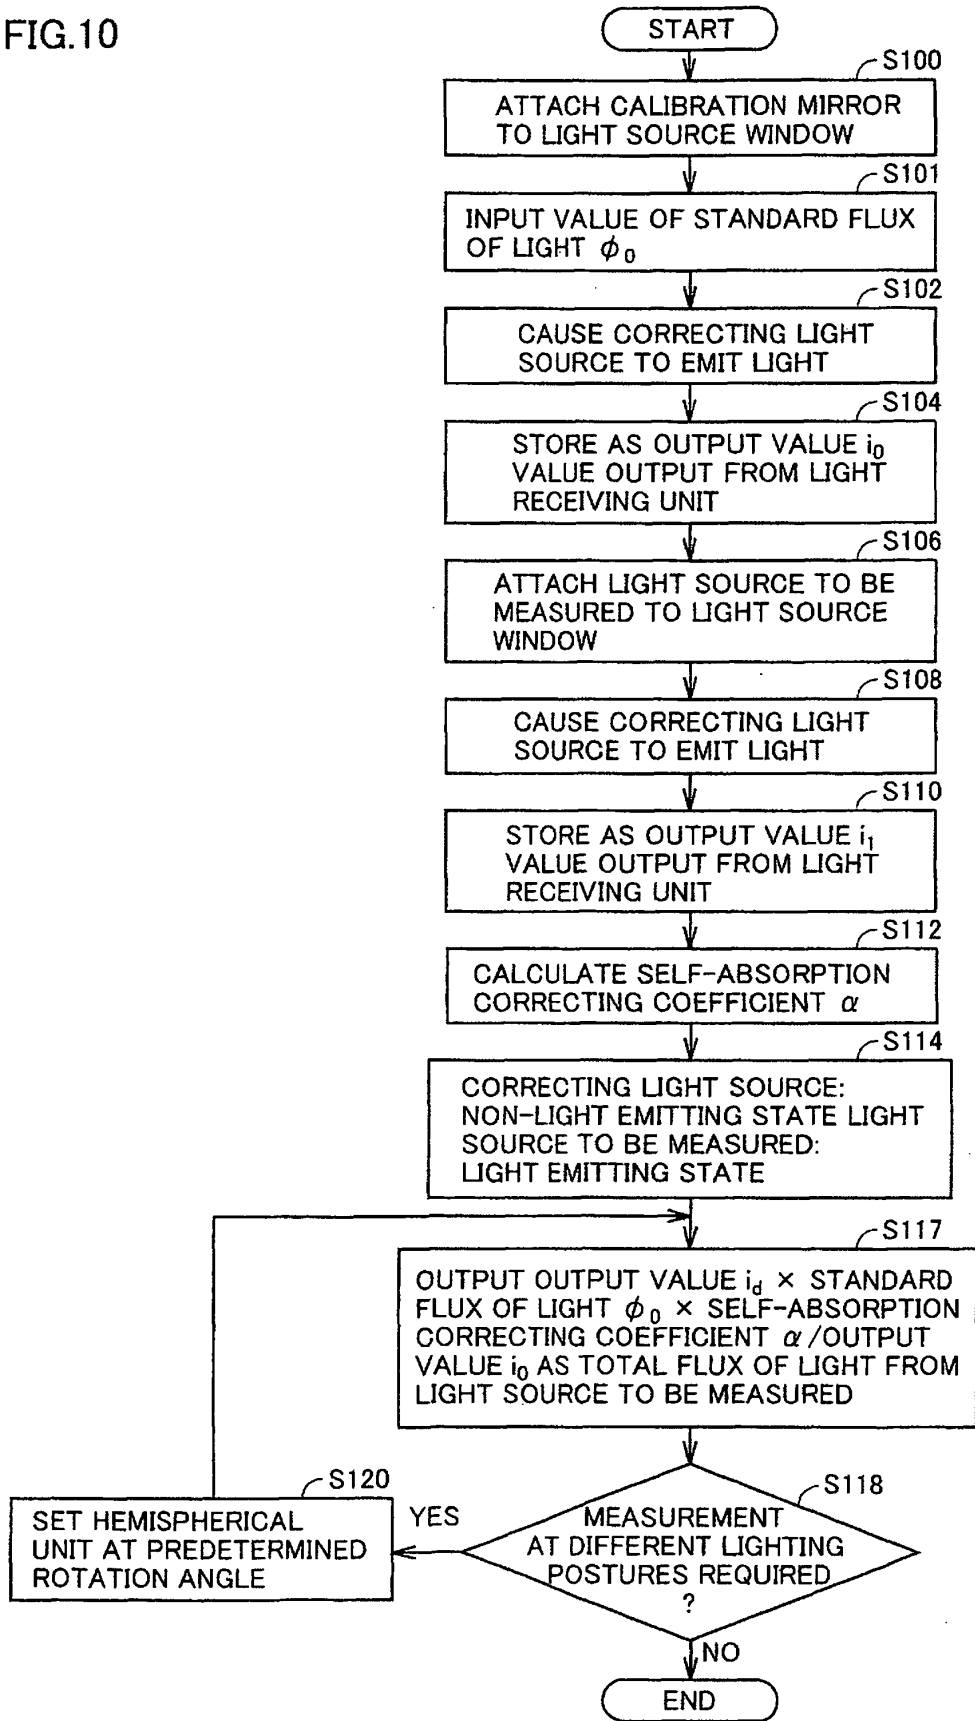 FIG.10
START
S100
ATTACH CALIBRATION MIRROR
TO LIGHT SOURCE WINDOW
S101
INPUT VALUE OF STANDARD FLUX
OF LIGHT ϕ₀
S102
CAUSE CORRECTING LIGHT
SOURCE TO EMIT LIGHT
S104
STORE AS OUTPUT VALUE i₀
VALUE OUTPUT FROM LIGHT
RECEIVING UNIT
S106
ATTACH LIGHT SOURCE TO BE
MEASURED TO LIGHT SOURCE
WINDOW
S108
CAUSE CORRECTING LIGHT
SOURCE TO EMIT LIGHT
S110
STORE AS OUTPUT VALUE i₁
VALUE OUTPUT FROM LIGHT
RECEIVING UNIT
S112
CALCULATE SELF-ABSORPTION
CORRECTING COEFFICIENT α
S114
CORRECTING LIGHT SOURCE:
NON-LIGHT EMITTING STATE LIGHT
SOURCE TO BE MEASURED:
LIGHT EMITTING STATE
S117
OUTPUT OUTPUT VALUE i_d × STANDARD
FLUX OF LIGHT ϕ₀ × SELF-ABSORPTION
CORRECTING COEFFICIENT α/OUTPUT
VALUE i₀ AS TOTAL FLUX OF LIGHT FROM
LIGHT SOURCE TO BE MEASURED
S118
MEASUREMENT
AT DIFFERENT LIGHTING
POSTURES REQUIRED
?
YES
S120
SET HEMISPHERICAL
UNIT AT PREDETERMINED
ROTATION ANGLE
NO
END